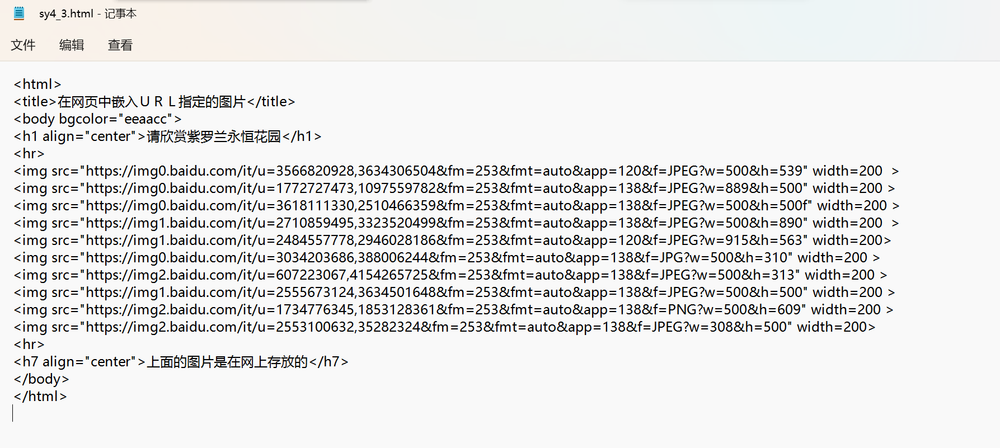 sy4_3.html - 记事本
文件 编辑 查看
<html>
<title>在网页中嵌入ＵＲＬ指定的图片</title>
<body bgcolor="eeaacc">
<h1 align="center">请欣赏紫罗兰永恒花园</h1>
<hr>
<img src="https://img0.baidu.com/it/u=3566820928,3634306504&fm=253&fmt=auto&app=120&f=JPEG?w=500&h=539" width=200  >
<img src="https://img0.baidu.com/it/u=1772727473,1097559782&fm=253&fmt=auto&app=138&f=JPEG?w=889&h=500" width=200 >
<img src="https://img0.baidu.com/it/u=3618111330,2510466359&fm=253&fmt=auto&app=138&f=JPEG?w=500&h=500f" width=200 >
<img src="https://img1.baidu.com/it/u=2710859495,3323520499&fm=253&fmt=auto&app=138&f=JPEG?w=500&h=890" width=200  >
<img src="https://img1.baidu.com/it/u=2484557778,2946028186&fm=253&fmt=auto&app=120&f=JPEG?w=915&h=563" width=200>
<img src="https://img0.baidu.com/it/u=3034203686,388006244&fm=253&fmt=auto&app=138&f=JPG?w=500&h=310" width=200 >
<img src="https://img2.baidu.com/it/u=607223067,4154265725&fm=253&fmt=auto&app=138&f=JPEG?w=500&h=313" width=200 >
<img src="https://img1.baidu.com/it/u=2555673124,3634501648&fm=253&fmt=auto&app=138&f=JPEG?w=500&h=500" width=200 >
<img src="https://img2.baidu.com/it/u=1734776345,1853128361&fm=253&fmt=auto&app=138&f=PNG?w=500&h=609" width=200 >
<img src="https://img2.baidu.com/it/u=2553100632,35282324&fm=253&fmt=auto&app=138&f=JPEG?w=308&h=500" width=200>
<hr>
<h7 align="center">上面的图片是在网上存放的</h7>
</body>
</html>